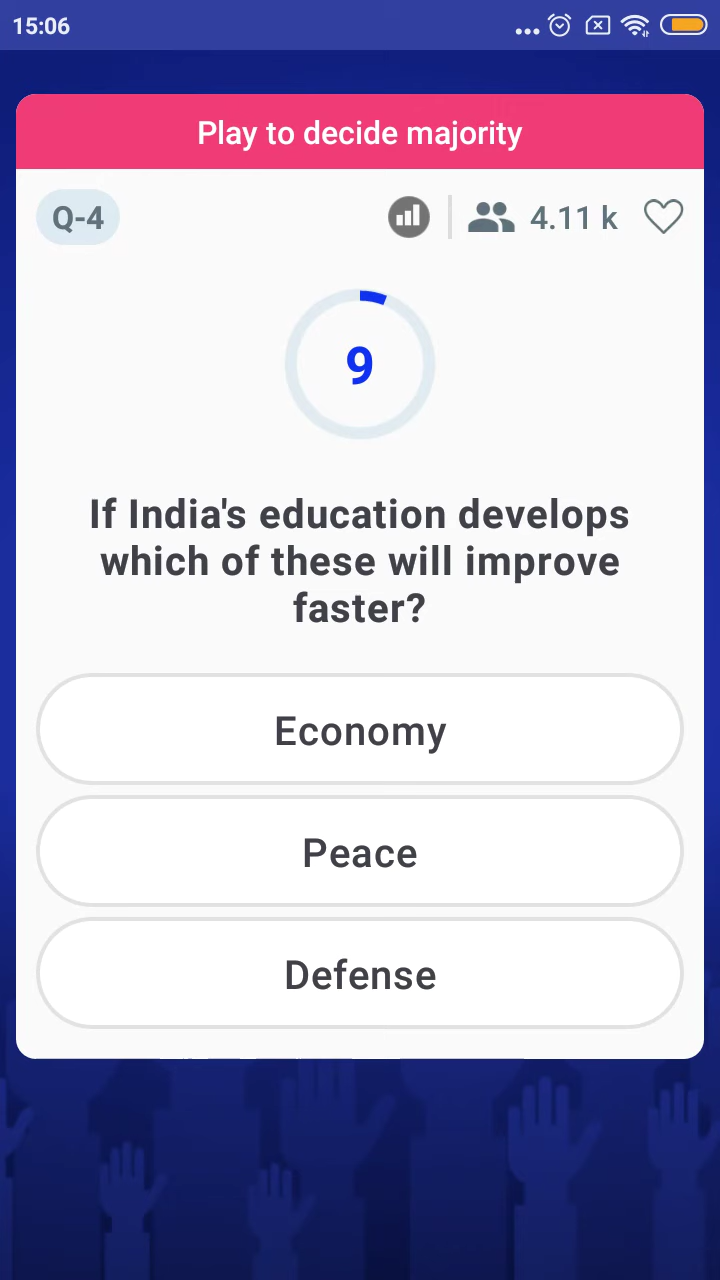 15:06
Play to decide majority
Q-4 4.11 k
9
If India's education develops
which of these will improve
faster?
Economy
Peace
Defense